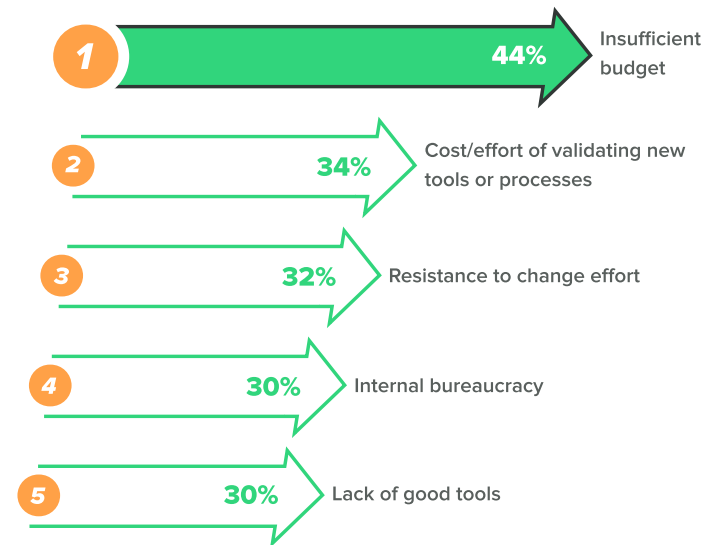 1
44%
Insufficient
budget
2
34%
Cost/effort of validating new
tools or processes
3
32%
Resistance to change effort
4
30%
Internal bureaucracy
5
30%
Lack of good tools